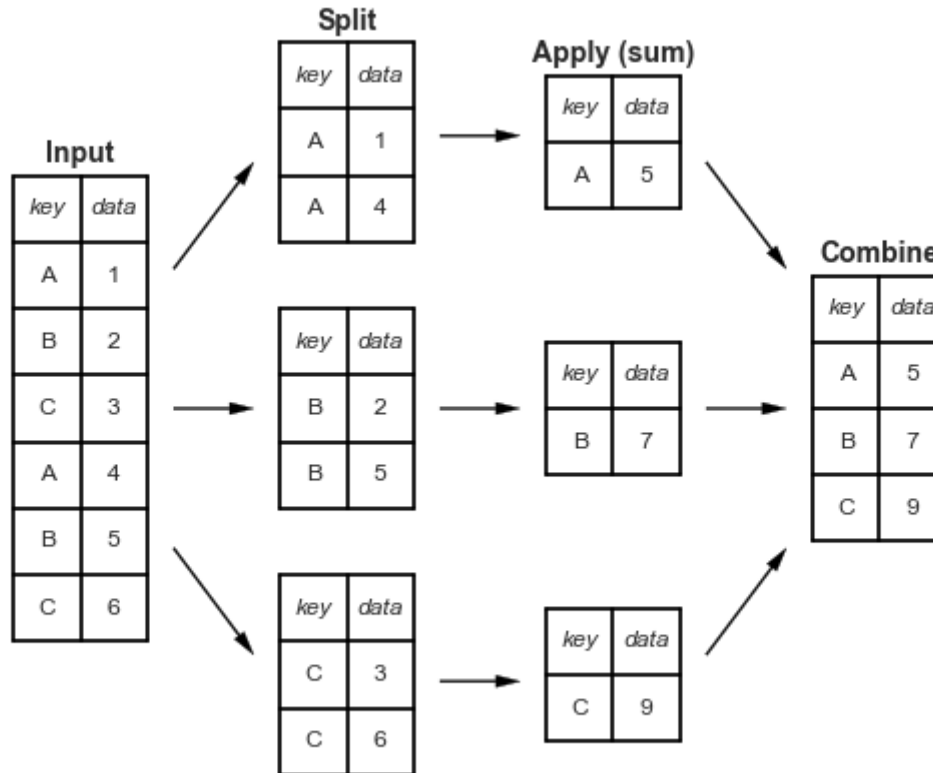 Input
key data
A 1
B 2
C 3
A 4
B 5
C 6
Split
key data
A 1
A 4
key data
B 2
B 5
key data
C 3
C 6
Apply (sum)
key data
A 5
key data
B 7
key data
C 9
Combine
key data
A 5
B 7
C 9